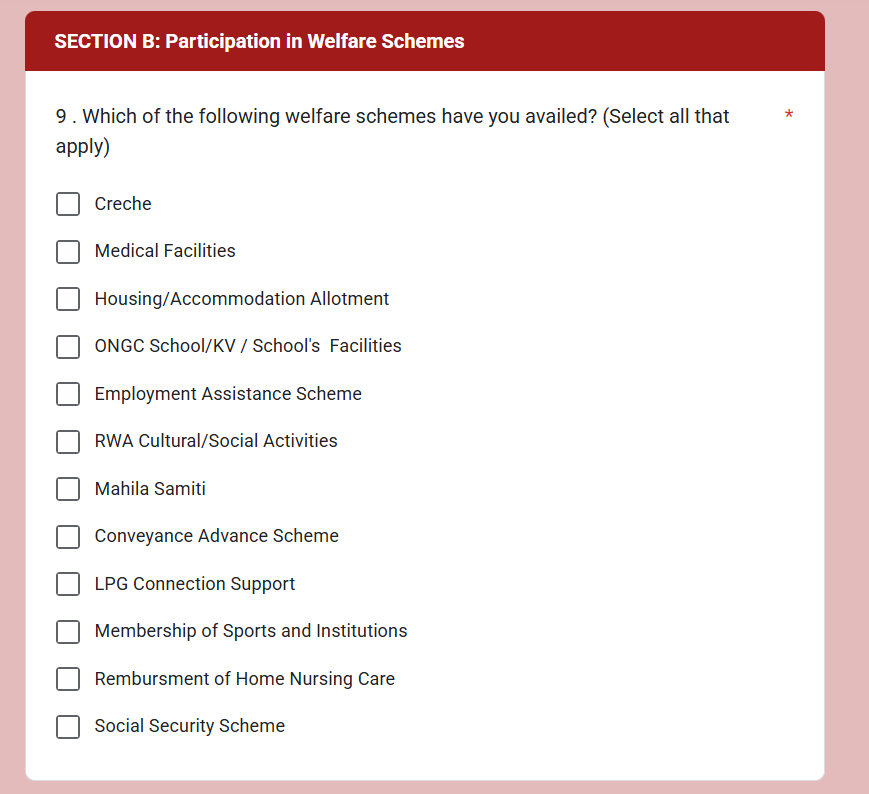 SECTION B: Participation in Welfare Schemes
9 . Which of the following welfare schemes have you availed? (Select all that *
apply)
Creche
Medical Facilities
Housing/Accommodation Allotment
ONGC School/KV / School's  Facilities
Employment Assistance Scheme
RWA Cultural/Social Activities
Mahila Samiti
Conveyance Advance Scheme
LPG Connection Support
Membership of Sports and Institutions
Rembursment of Home Nursing Care
Social Security Scheme